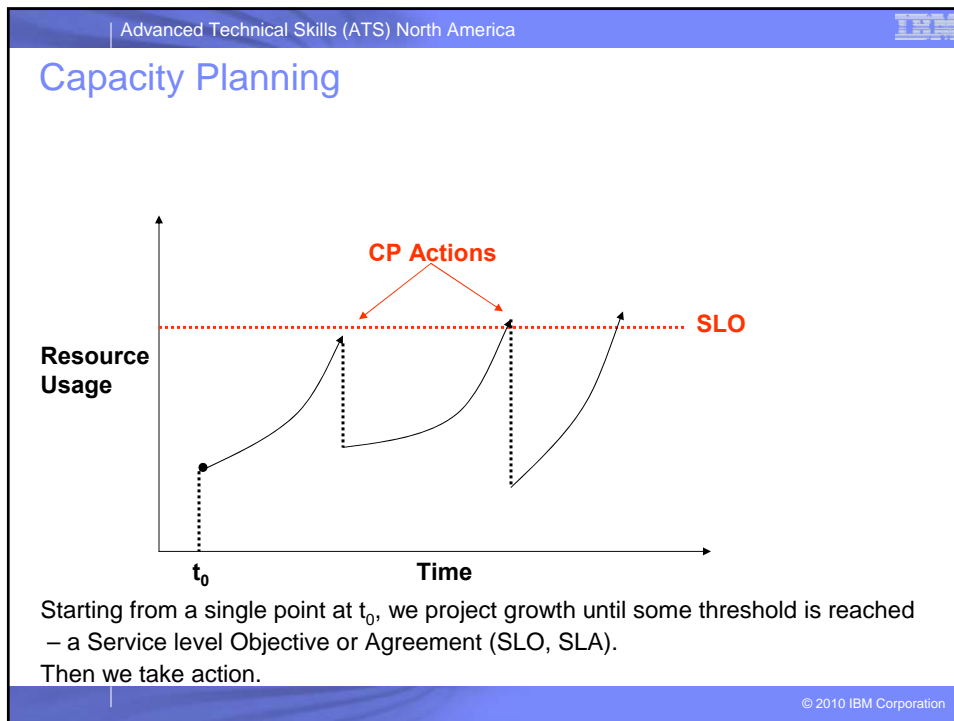 Advanced Technical Skills (ATS) North America
IBM
Capacity Planning
CP Actions
SLO
Resource
Usage
t0
Time
Starting from a single point at t0, we project growth until some threshold is reached
– a Service level Objective or Agreement (SLO, SLA).
Then we take action.
© 2010 IBM Corporation